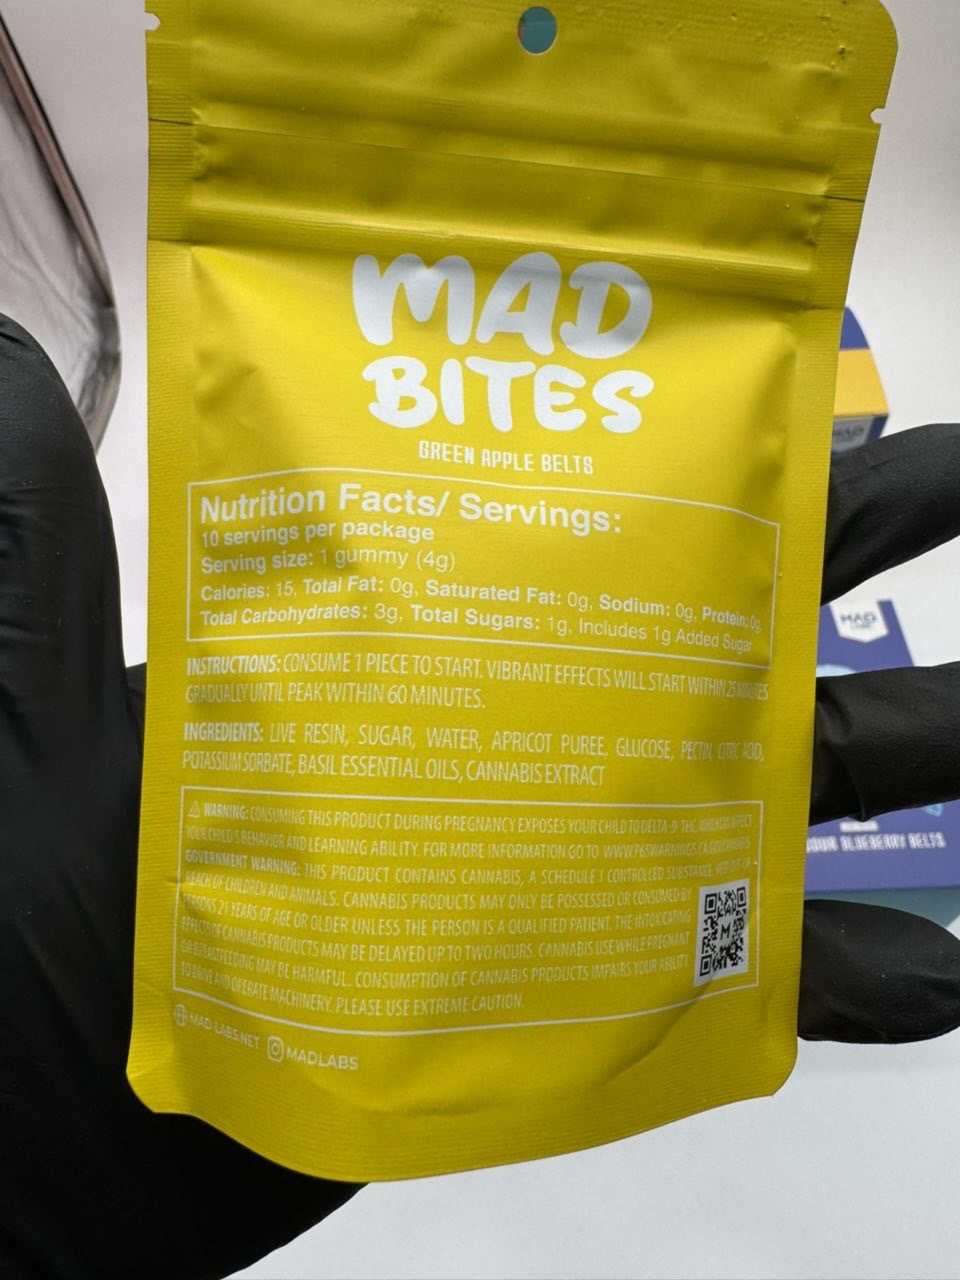 MAD
BITES
GREEN APPLE BELTS
Nutrition Facts/ Servings:
10 servings per package
Serving size: 1 gummy (4g)
Calories: 15, Total Fat: 0g, Saturated Fat: 0g, Sodium: 0g, Protein: 0g,
Total Carbohydrates: 3g, Total Sugars: 1g, Includes 1g Added Sugar
INSTRUCTIONS: CONSUME 1 PIECE TO START. VIBRANT EFFECTS WILL START WITHIN 25 MINUTES
GRADUALLY UNTIL PEAK WITHIN 60 MINUTES.
INGREDIENTS: LIVE RESIN, SUGAR, WATER, APRICOT PUREE, GLUCOSE, PECTIN, CITRIC ACID,
POTASSIUM SORBATE, BASIL ESSENTIAL OILS, CANNABIS EXTRACT
WARNING: CONSUMING THIS PRODUCT DURING PREGNANCY EXPOSES YOUR CHILD TO DELTA-9-THC, WHICH CAN AFFECT
YOUR CHILD'S BEHAVIOR AND LEARNING ABILITY. FOR MORE INFORMATION GO TO WWW.P65WARNINGS.CA.GOV/CANNABIS
GOVERNMENT WARNING: THIS PRODUCT CONTAINS CANNABIS, A SCHEDULE I CONTROLLED SUBSTANCE. KEEP OUT OF
REACH OF CHILDREN AND ANIMALS. CANNABIS PRODUCTS MAY ONLY BE POSSESSED OR CONSUMED BY
PERSONS 21 YEARS OF AGE OR OLDER UNLESS THE PERSON IS A QUALIFIED PATIENT. THE INTOXICATING
EFFECTS OF CANNABIS PRODUCTS MAY BE DELAYED UP TO TWO HOURS. CANNABIS USE WHILE PREGNANT
OR BREASTFEEDING MAY BE HARMFUL. CONSUMPTION OF CANNABIS PRODUCTS IMPAIRS YOUR ABILITY
TO DRIVE AND OPERATE MACHINERY. PLEASE USE EXTREME CAUTION.
MAD-LABS.NET
MADLABS
MAD
MAD
SOUR BLUEBERRY BELTS